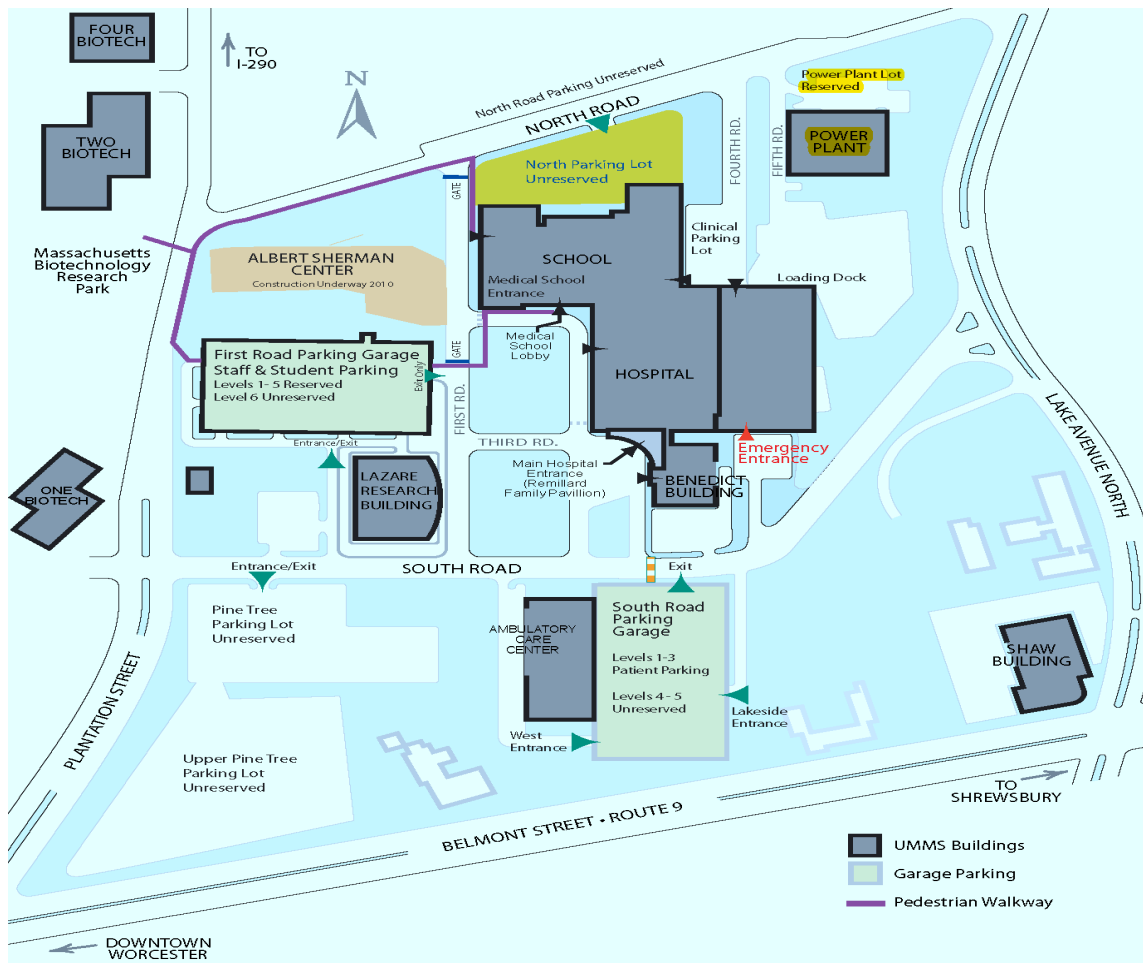 FOUR
BIOTECH
TO
I-290
N
TWO
BIOTECH
North Road Parking Unreserved
NORTH ROAD
Power Plant Lot
Reserved
POWER
PLANT
FOURTH RD.
FIFTH RD.
North Parking Lot
Unreserved
GATE
Massachusetts
Biotechnology
Research
Park
ALBERT SHERMAN
CENTER
Construction Underway 2010
SCHOOL
Medical School
Entrance
Clinical
Parking
Lot
Loading Dock
Medical
School
Lobby
First Road Parking Garage
Staff & Student Parking
Levels 1- 5 Reserved
Level 6 Unreserved
Exit Only
GATE
FIRST RD.
HOSPITAL
LAKE AVENUE NORTH
Entrance/Exit
THIRD RD.
Main Hospital
Entrance
(Remillard
Family Pavillion)
Emergency
Entrance
BENEDICT
BUILDING
ONE
BIOTECH
LAZARE
RESEARCH
BUILDING
Entrance/Exit
SOUTH ROAD
Exit
Pine Tree
Parking Lot
Unreserved
AMBULATORY
CARE
CENTER
South Road
Parking
Garage
Levels 1-3
Patient Parking
Levels 4 - 5
Unreserved
SHAW
BUILDING
Lakeside
Entrance
West
Entrance
PLANTATION STREET
Upper Pine Tree
Parking Lot
Unreserved
TO
SHREWSBURY
BELMONT STREET • ROUTE 9
UMMS Buildings
Garage Parking
Pedestrian Walkway
DOWNTOWN
WORCESTER